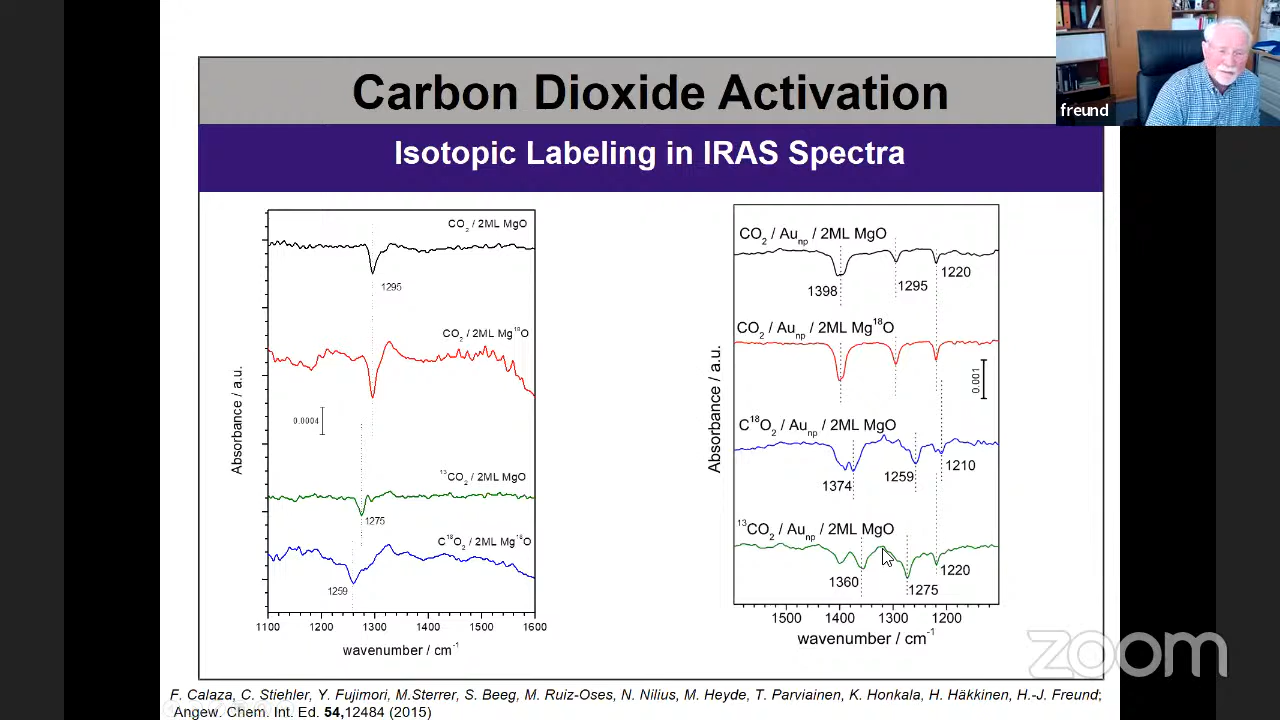 freund
Carbon Dioxide Activation
Isotopic Labeling in IRAS Spectra
CO2 / 2ML MgO
1295
CO2 / 2ML Mg18O
0.0004
13CO2 / 2ML MgO
1275
C18O2 / 2ML Mg18O
1259
Absorbance / a.u.
1100 1200 1300 1400 1500 1600
wavenumber / cm-1
CO2 / Aunp / 2ML MgO
1398 1295 1220
CO2 / Aunp / 2ML Mg18O
0.001
C18O2 / Aunp / 2ML MgO
1374 1259 1210
13CO2 / Aunp / 2ML MgO
1360 1275 1220
Absorbance / a.u.
1500 1400 1300 1200
wavenumber / cm-1
zoom
F. Calaza, C. Stiehler, Y. Fujimori, M.Sterrer, S. Beeg, M. Ruiz-Oses, N. Nilius, M. Heyde, T. Parviainen, K. Honkala, H. Häkkinen, H.-J. Freund;
Angew. Chem. Int. Ed. 54,12484 (2015)